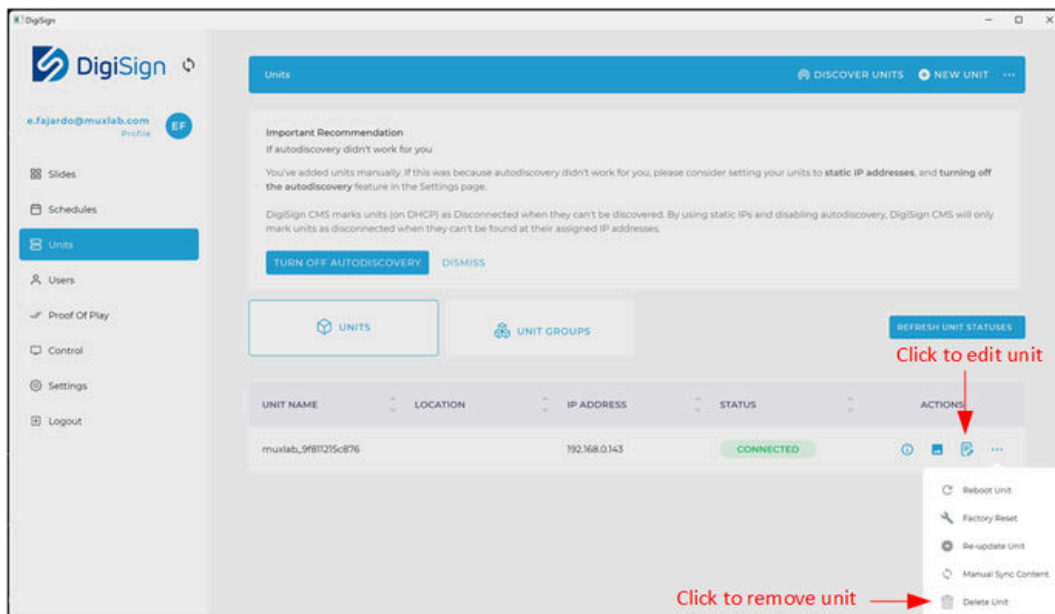 DigiSign
DigiSign
e.fajardo@muxlab.com
Profile
EF
Slides
Schedules
Units
Users
Proof Of Play
Control
Settings
Logout
Units
DISCOVER UNITS
NEW UNIT
Important Recommendation
If autodiscovery didn't work for you
You've added units manually. If this was because autodiscovery didn't work for you, please consider setting your units to static IP addresses, and turning off
the autodiscovery feature in the Settings page.
DigiSign CMS marks units (on DHCP) as Disconnected when they can't be discovered. By using static IPs and disabling autodiscovery, DigiSign CMS will only
mark units as disconnected when they can't be found at their assigned IP addresses.
TURN OFF AUTODISCOVERY
DISMISS
UNITS
UNIT GROUPS
REFRESH UNIT STATUSES
Click to edit unit
UNIT NAME
LOCATION
IP ADDRESS
STATUS
ACTIONS
muxlab_9f811215c876
192.168.0.143
CONNECTED
Reboot Unit
Factory Reset
Re-update Unit
Manual Sync Content
Click to remove unit
Delete Unit